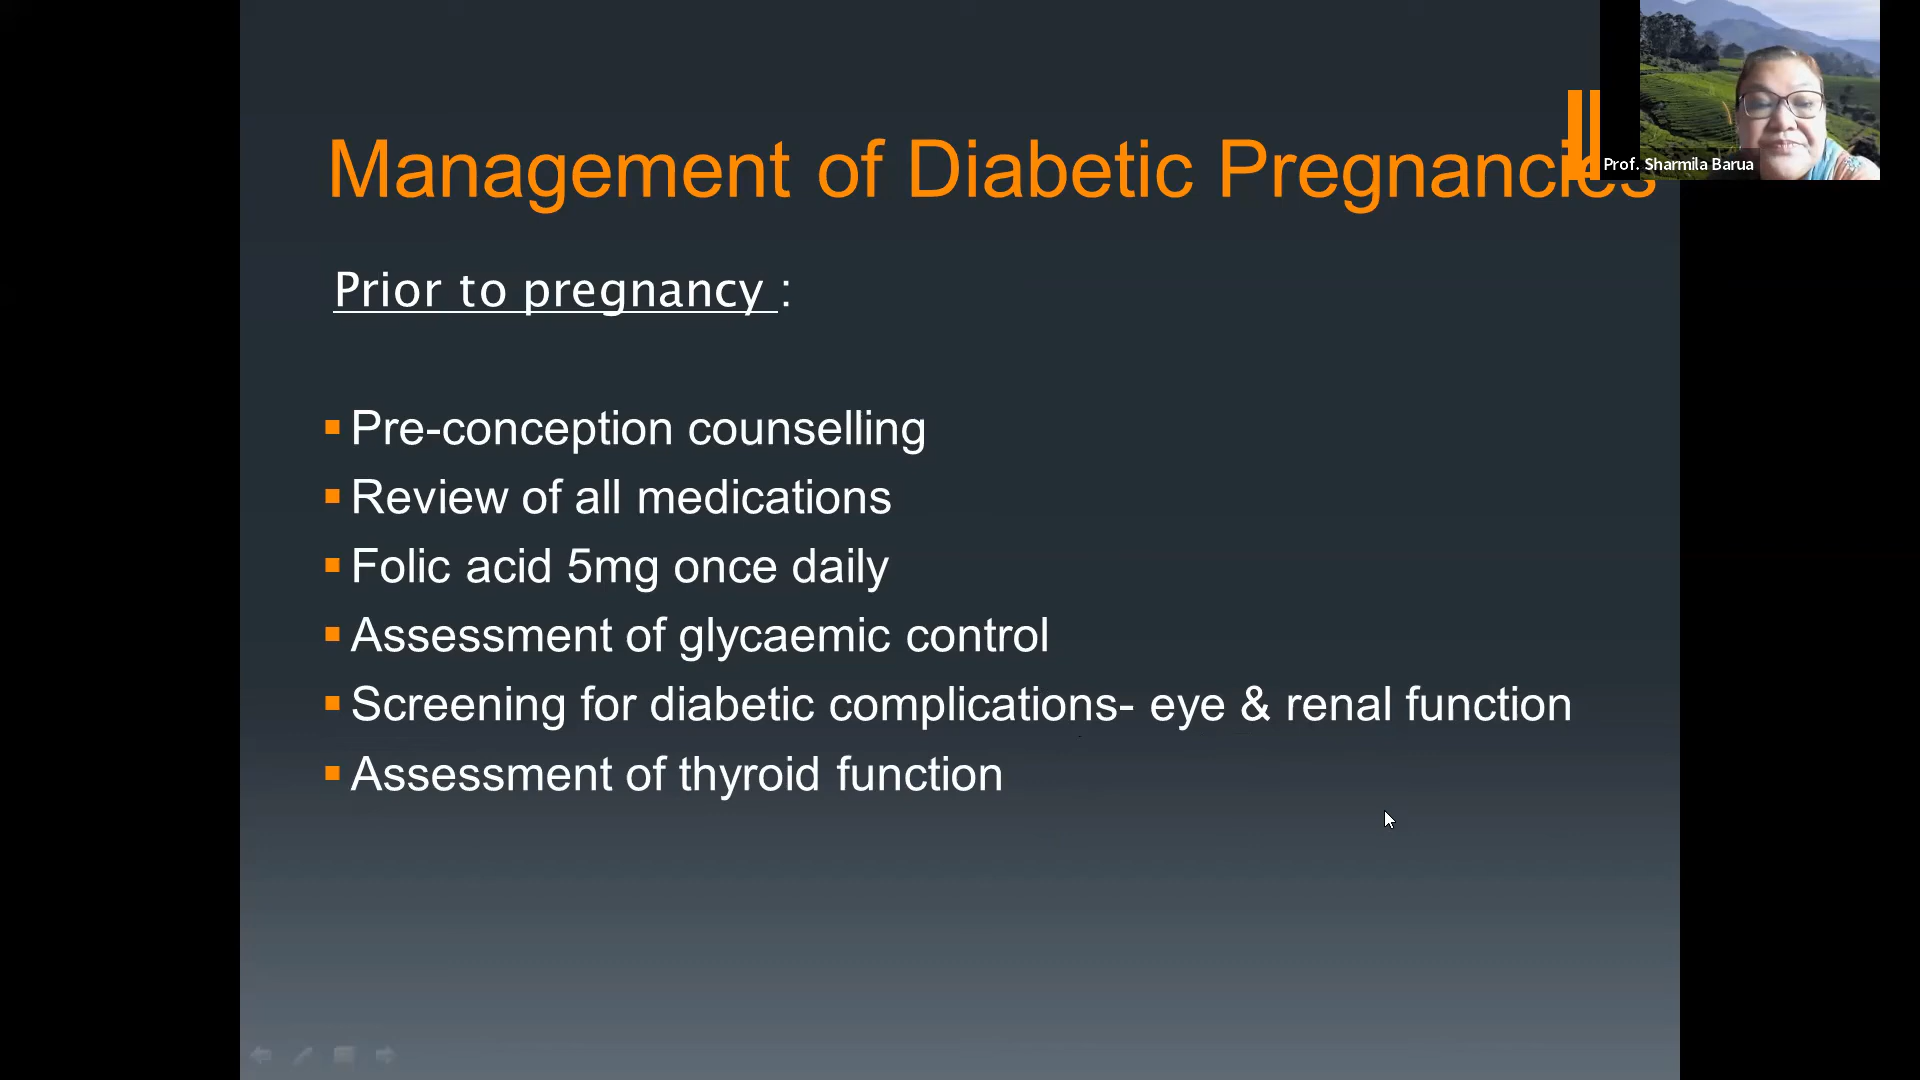 Management of Diabetic Pregnancies
Prof. Sharmila Barua
Prior to pregnancy :
Pre-conception counselling
Review of all medications
Folic acid 5mg once daily
Assessment of glycaemic control
Screening for diabetic complications- eye & renal function
Assessment of thyroid function